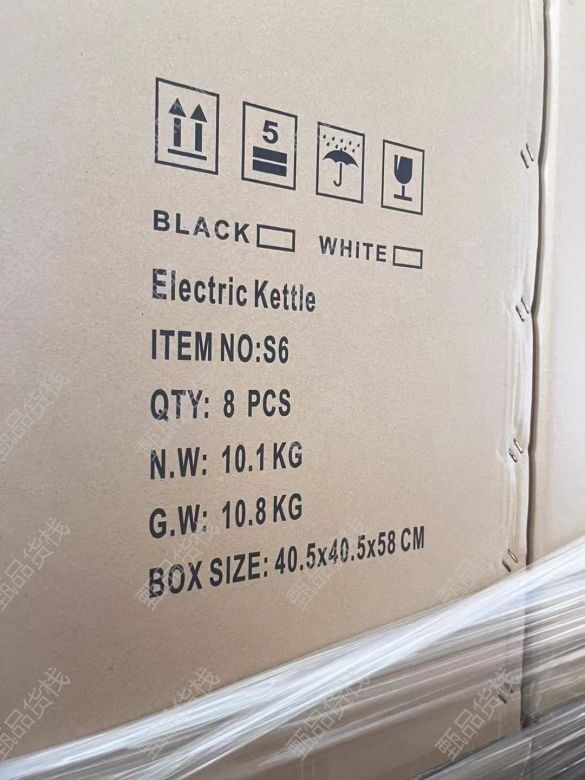 5
BLACK WHITE
Electric Kettle
ITEM NO:S6
QTY: 8 PCS
N.W: 10.1 KG
G.W: 10.8 KG
BOX SIZE: 40.5x40.5x58 CM
甄品货栈